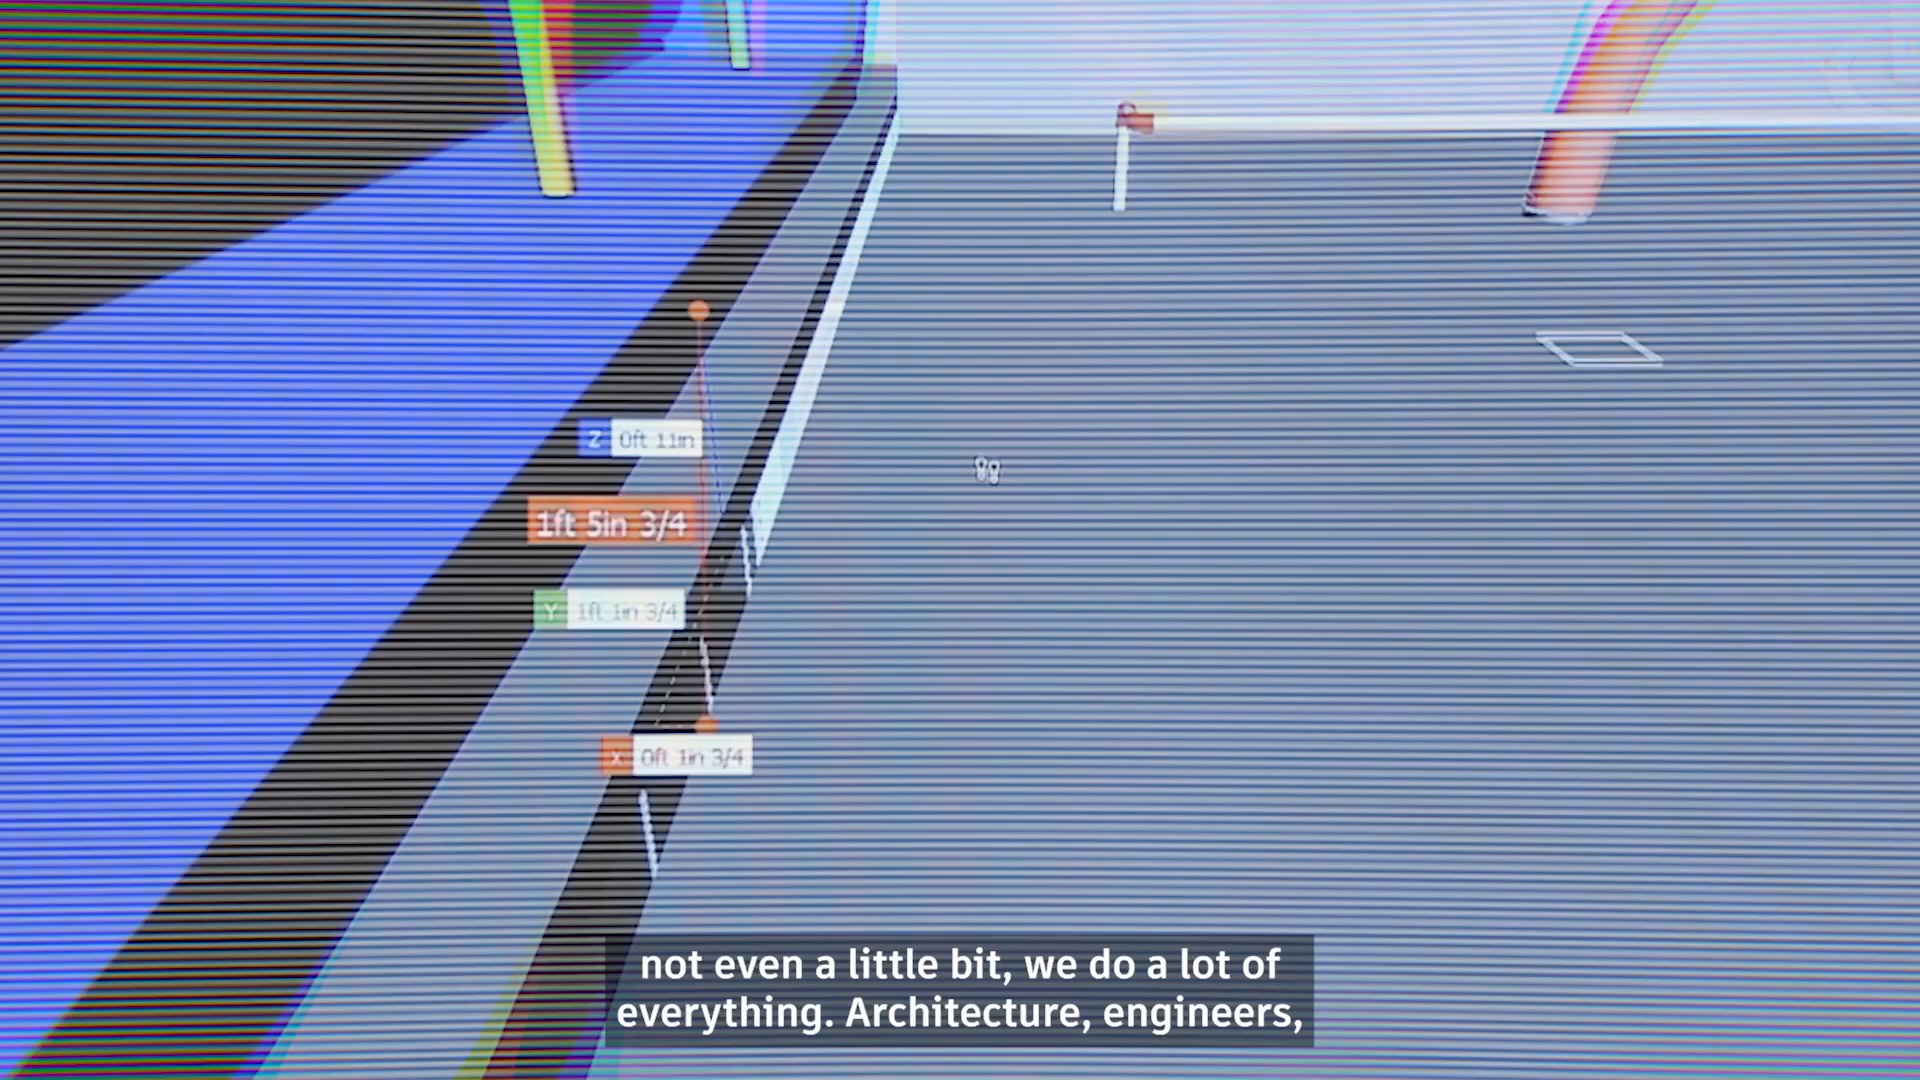 Z 0ft 11in
1ft 5in 3/4
Y 1ft 1in 3/4
X 0ft 1in 3/4
not even a little bit, we do a lot of
everything. Architecture, engineers,